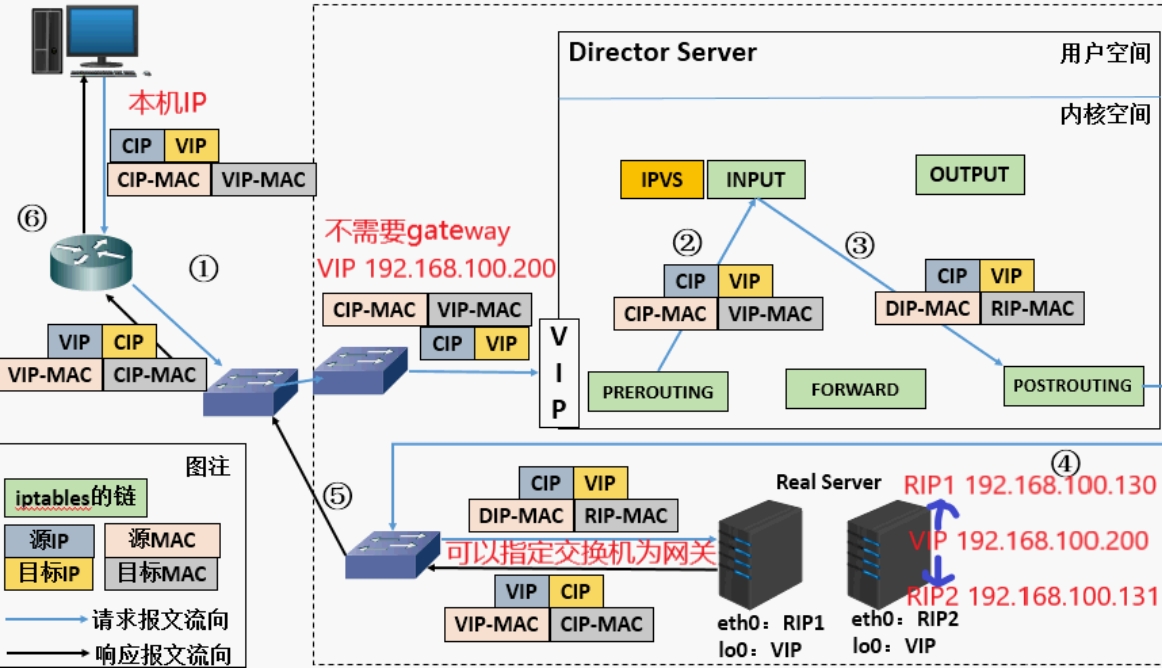 Director Server
用户空间
内核空间
本机IP
CIP VIP
CIP-MAC VIP-MAC
IPVS INPUT
OUTPUT
⑥
①
不需要gateway
VIP 192.168.100.200
②
③
CIP-MAC VIP-MAC
CIP VIP
CIP VIP
CIP-MAC VIP-MAC
CIP VIP
DIP-MAC RIP-MAC
VIP CIP
VIP-MAC CIP-MAC
V
I
P
PREROUTING
FORWARD
POSTROUTING
图注
iptables的链
源IP 源MAC
目标IP 目标MAC
请求报文流向
响应报文流向
⑤
④
CIP VIP
DIP-MAC RIP-MAC
可以指定交换机为网关
VIP CIP
VIP-MAC CIP-MAC
Real Server
RIP1 192.168.100.130
VIP 192.168.100.200
RIP2 192.168.100.131
eth0：RIP1
lo0：VIP
eth0：RIP2
lo0：VIP